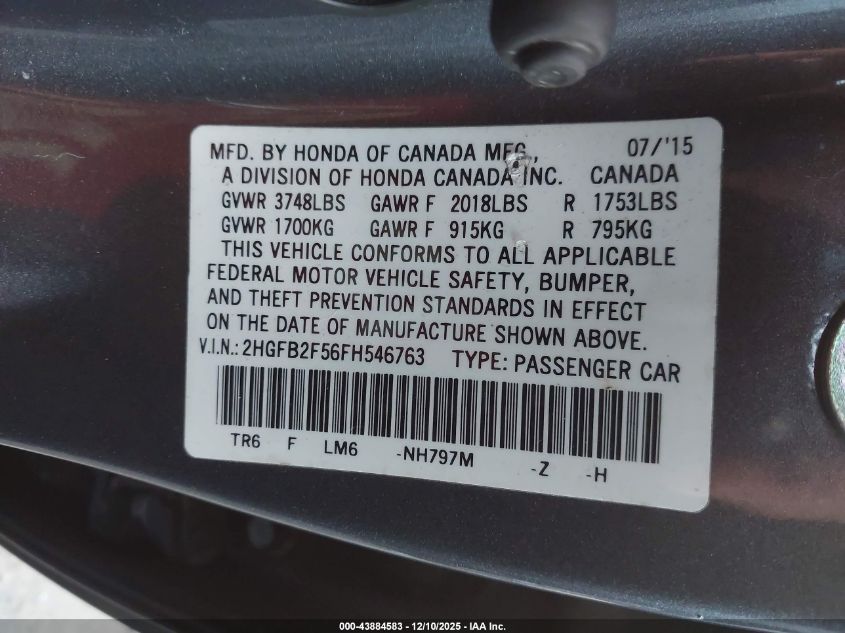 MFD. BY HONDA OF CANADA MFG., 07/'15
A DIVISION OF HONDA CANADA INC. CANADA
GVWR 3748LBS GAWR F 2018LBS R 1753LBS
GVWR 1700KG GAWR F 915KG R 795KG
THIS VEHICLE CONFORMS TO ALL APPLICABLE
FEDERAL MOTOR VEHICLE SAFETY, BUMPER,
AND THEFT PREVENTION STANDARDS IN EFFECT
ON THE DATE OF MANUFACTURE SHOWN ABOVE.
V.I.N.: 2HGFB2F56FH546763 TYPE: PASSENGER CAR
TR6 F LM6 -NH797M -Z -H
000-43884583 — 12/10/2025 — IAA Inc.